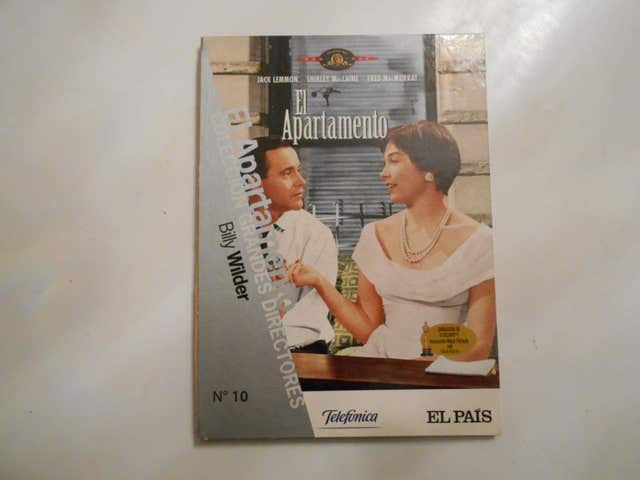 JACK LEMMON SHIRLEY MacLAINE FRED MacMURRAY
El
Apartamento
El Apartamen
COLECCIÓN GRANDES DIRECTORES
Billy Wilder
Nº 10
Telefónica
EL PAÍS